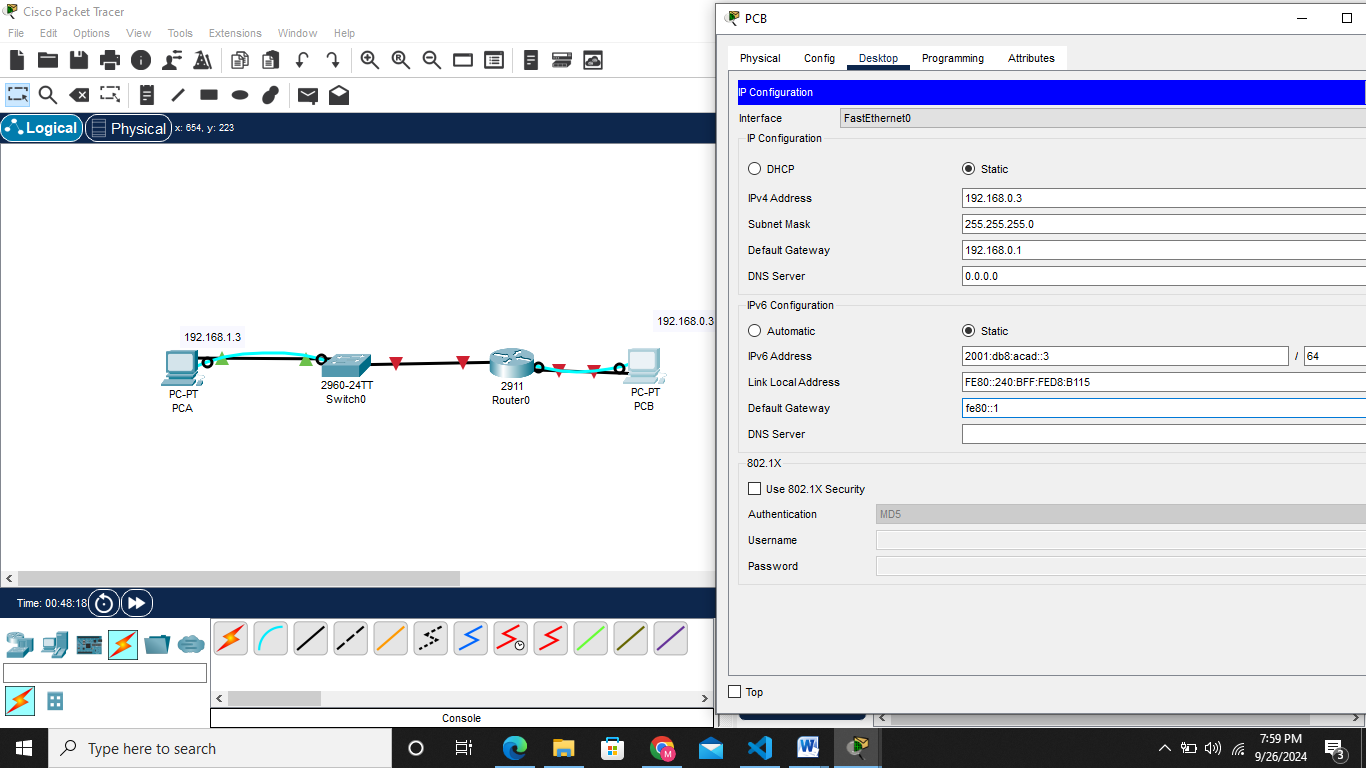 Cisco Packet Tracer
File Edit Options View Tools Extensions Window Help
Logical Physical x: 654, y: 223
192.168.1.3
192.168.0.3
PC-PT
PCA
2960-24TT
Switch0
2911
Router0
PC-PT
PCB
Time: 00:48:18
Console
PCB
Physical Config Desktop Programming Attributes
IP Configuration
Interface FastEthernet0
IP Configuration
DHCP Static
IPv4 Address 192.168.0.3
Subnet Mask 255.255.255.0
Default Gateway 192.168.0.1
DNS Server 0.0.0.0
IPv6 Configuration
Automatic Static
IPv6 Address 2001:db8:acad::3 / 64
Link Local Address FE80::240:BFF:FED8:B115
Default Gateway fe80::1
DNS Server
802.1X
Use 802.1X Security
Authentication MD5
Username
Password
Top
Type here to search
7:59 PM
9/26/2024
3